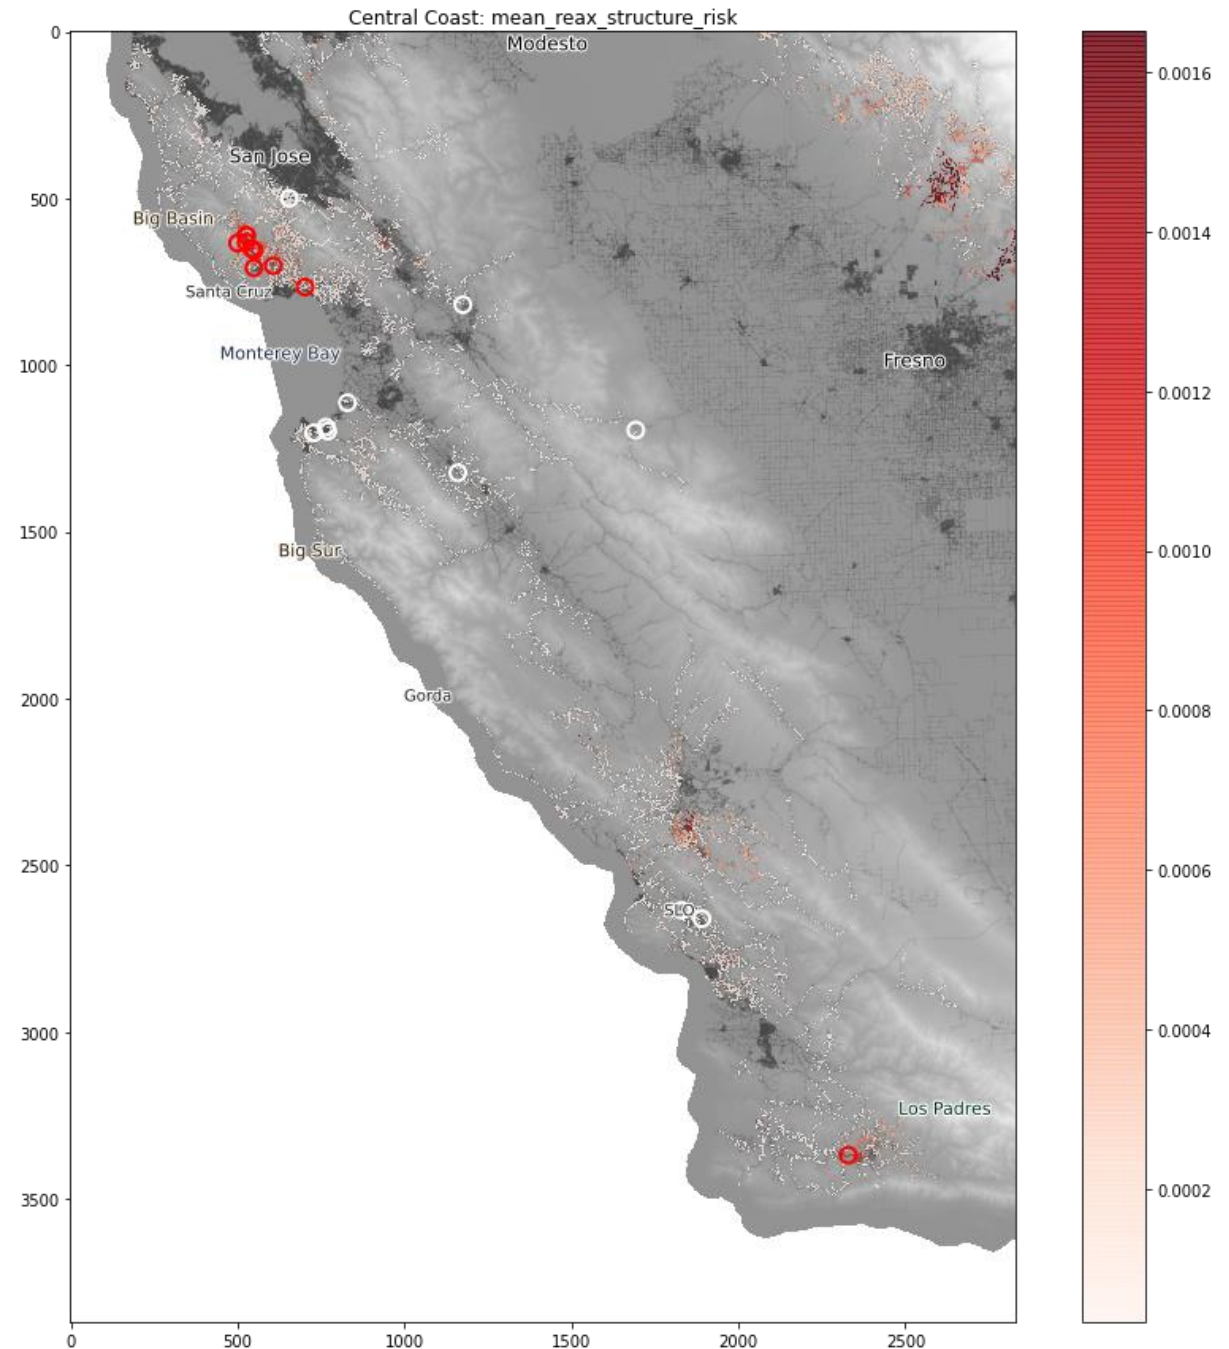 Central Coast: mean_reax_structure_risk
0
Modesto
0.0016
San Jose
500
Big Basin
0.0014
Santa Cruz
Monterey Bay
Fresno
1000
0.0012
1500
Big Sur
0.0010
Gorda
2000
0.0008
2500
0.0006
SLO
3000
0.0004
Los Padres
0.0002
3500
0 500 1000 1500 2000 2500